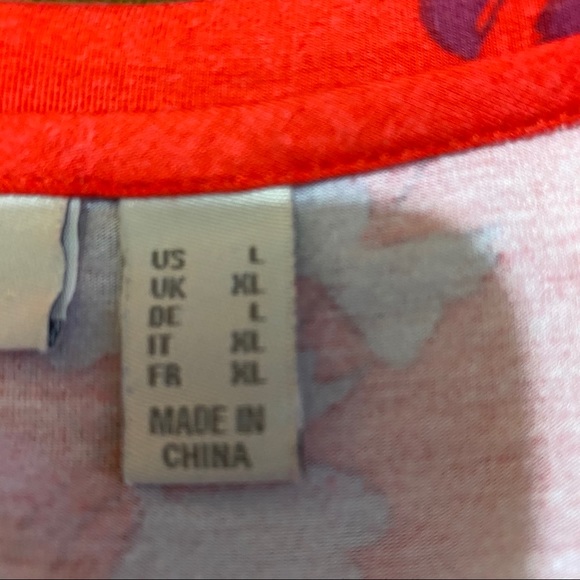 US L
UK XL
DE L
IT XL
FR XL
MADE IN
CHINA